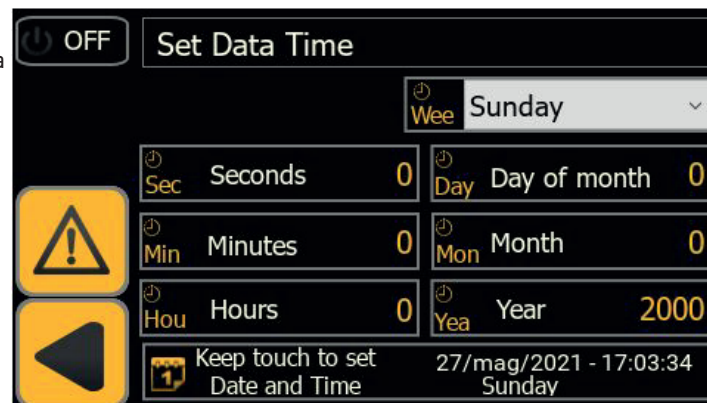 OFF
Set Data Time
a
Wee Sunday
Sec Seconds 0
Day Day of month 0
Min Minutes 0
Mon Month 0
Hou Hours 0
Yea Year 2000
1
Keep touch to set
Date and Time
27/mag/2021 - 17:03:34
Sunday